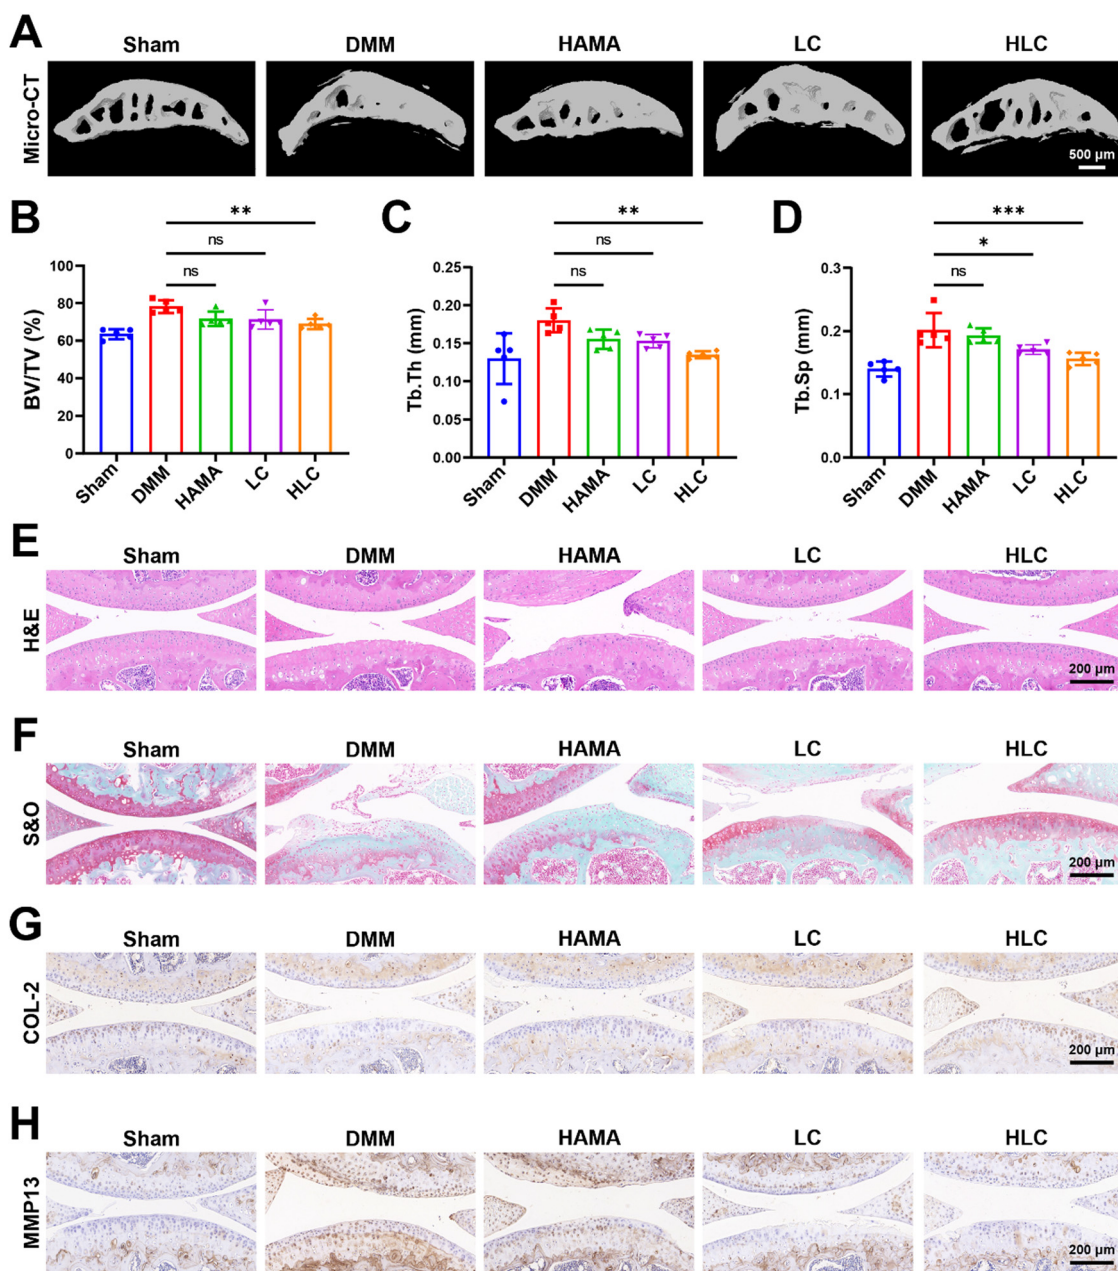 A
Sham DMM HAMA LC HLC
Micro-CT
500 µm
B
**
ns
ns
BV/TV (%)
100
80
60
40
20
0
Sham DMM HAMA LC HLC
C
**
ns
ns
Tb.Th (mm)
0.25
0.20
0.15
0.10
0.05
0.00
Sham DMM HAMA LC HLC
D
***
*
ns
Tb.Sp (mm)
0.3
0.2
0.1
0.0
Sham DMM HAMA LC HLC
E
Sham DMM HAMA LC HLC
H&E
200 µm
F
Sham DMM HAMA LC HLC
S&O
200 µm
G
Sham DMM HAMA LC HLC
COL-2
200 µm
H
Sham DMM HAMA LC HLC
MMP13
200 µm